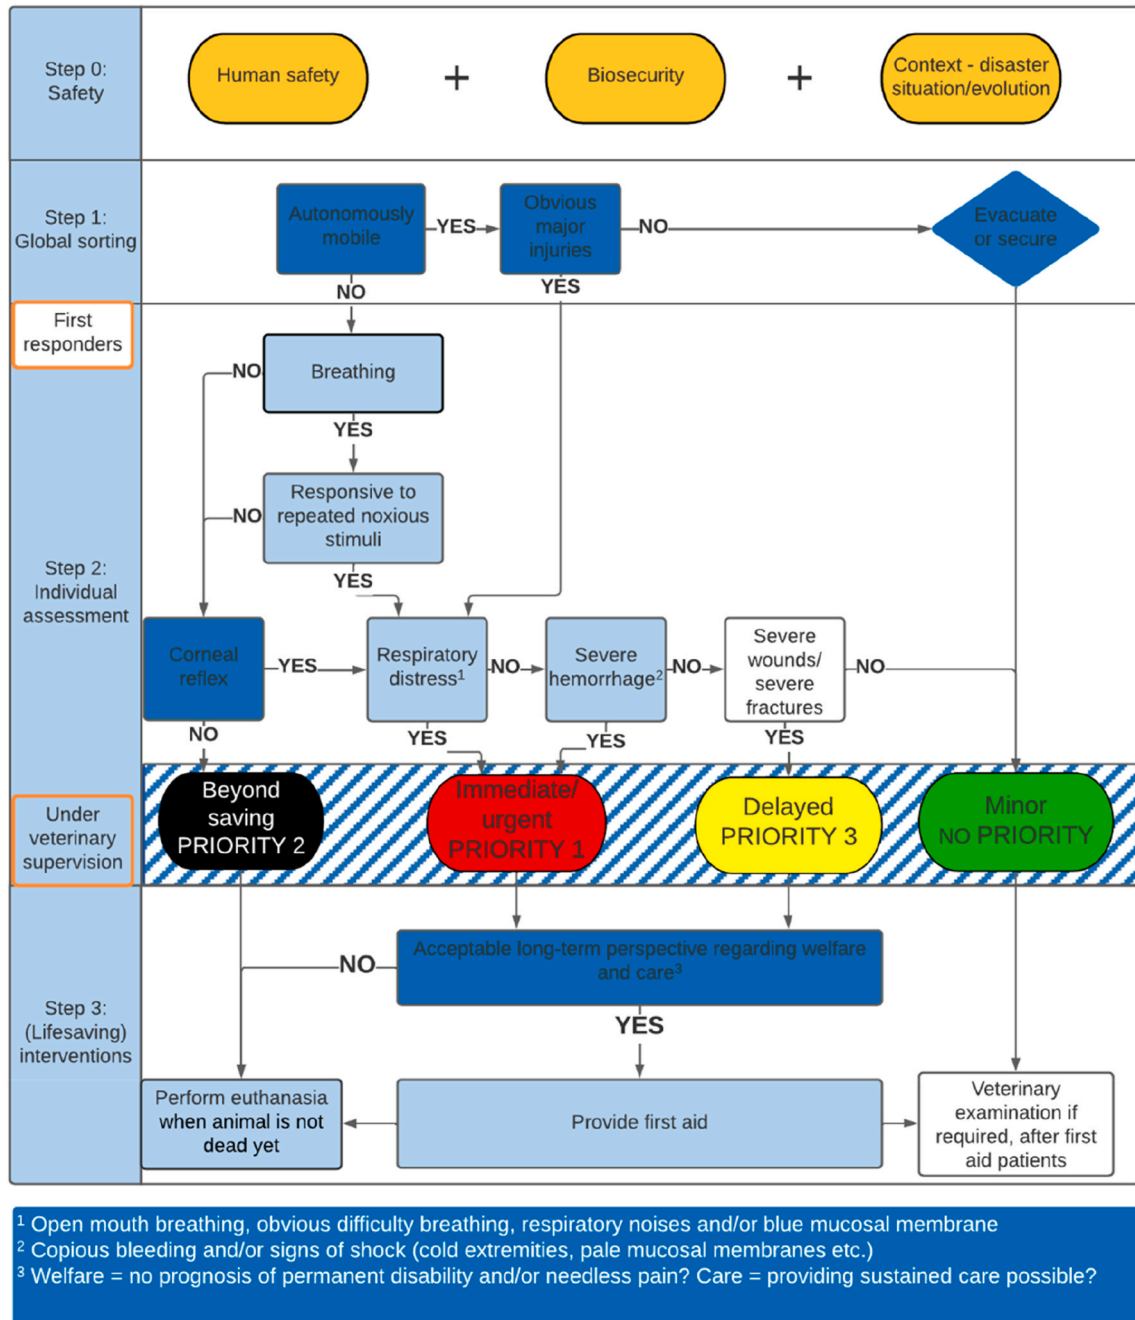 Step 0:
Safety
Human safety
+
Biosecurity
+
Context - disaster
situation/evolution
Step 1:
Global sorting
Autonomously
mobile
YES
Obvious
major
injuries
NO
Evacuate
or secure
NO
YES
First
responders
Breathing
NO
YES
Responsive to
repeated noxious
stimuli
NO
YES
Step 2:
Individual
assessment
Corneal
reflex
YES
Respiratory
distress¹
NO
Severe
hemorrhage²
NO
Severe
wounds/
severe
fractures
NO
NO
YES
YES
YES
Under
veterinary
supervision
Beyond
saving
PRIORITY 2
Immediate/
urgent
PRIORITY 1
Delayed
PRIORITY 3
Minor
NO PRIORITY
Step 3:
(Lifesaving)
interventions
Acceptable long-term perspective regarding welfare
and care³
NO
YES
Perform euthanasia
when animal is not
dead yet
Provide first aid
Veterinary
examination if
required, after first
aid patients
¹ Open mouth breathing, obvious difficulty breathing, respiratory noises and/or blue mucosal membrane
² Copious bleeding and/or signs of shock (cold extremities, pale mucosal membranes etc.)
³ Welfare = no prognosis of permanent disability and/or needless pain? Care = providing sustained care possible?